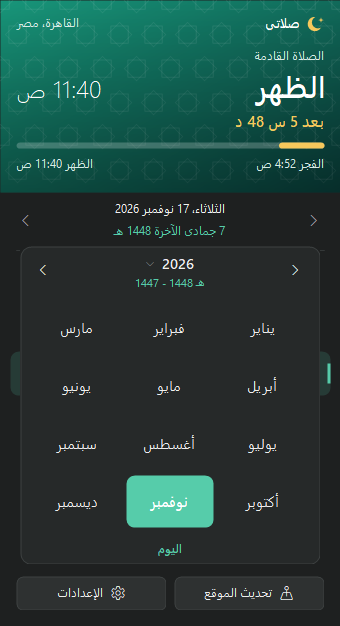 صلاتي
القاهرة، مصر
الصلاة القادمة
الظهر
11:40 ص
بعد 5 س 48 د
الفجر 4:52 ص
الظهر 11:40 ص
الثلاثاء، 17 نوفمبر 2026
7 جمادى الآخرة 1448 هـ
2026
1447 - 1448 هـ
يناير فبراير مارس
أبريل مايو يونيو
يوليو أغسطس سبتمبر
أكتوبر نوفمبر ديسمبر
اليوم
تحديث الموقع
الإعدادات